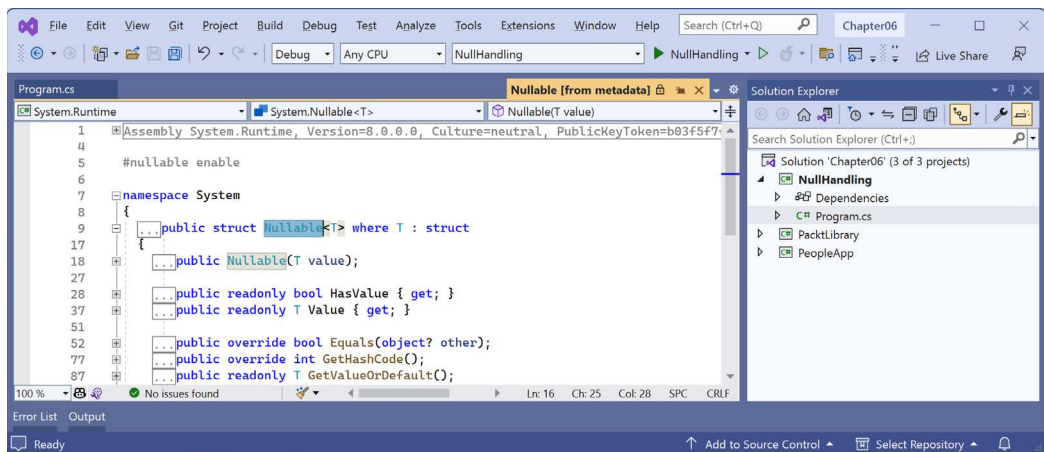 File Edit View Git Project Build Debug Test Analyze Tools Extensions Window Help Search (Ctrl+Q) Chapter06
Debug Any CPU NullHandling NullHandling Live Share
Program.cs Nullable [from metadata] Solution Explorer
System.Runtime System.Nullable<T> Nullable(T value)
Search Solution Explorer (Ctrl+;)
1 Assembly System.Runtime, Version=8.0.0.0, Culture=neutral, PublicKeyToken=b03f5f7
4
5 #nullable enable
6
7 namespace System
8 {
9 ...public struct Nullable<T> where T : struct
17 {
18 ...public Nullable(T value);
27
28 ...public readonly bool HasValue { get; }
37 ...public readonly T Value { get; }
51
52 ...public override bool Equals(object? other);
77 ...public override int GetHashCode();
87 ...public readonly T GetValueOrDefault();
Solution 'Chapter06' (3 of 3 projects)
C# NullHandling
Dependencies
C# Program.cs
C# PacktLibrary
C# PeopleApp
100 % No issues found Ln: 16 Ch: 25 Col: 28 SPC CRLF
Error List Output
Ready Add to Source Control Select Repository